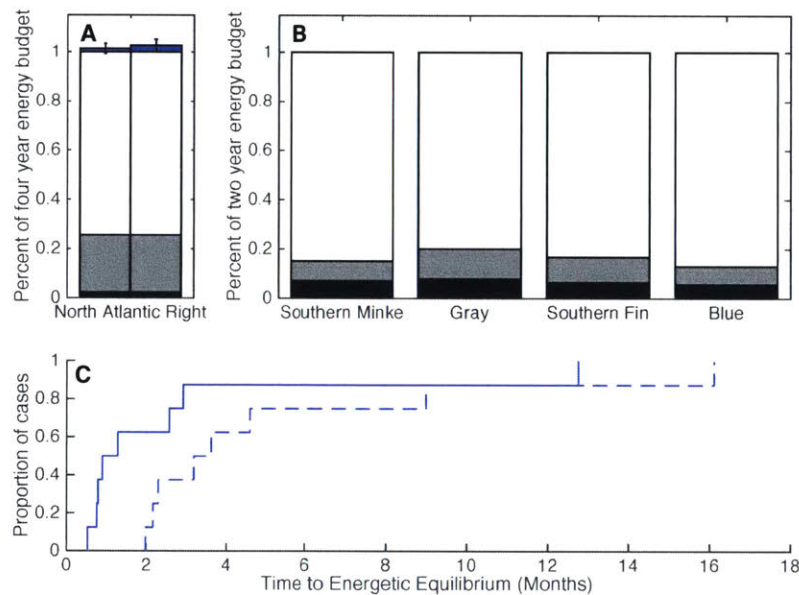 A
Percent of four year energy budget
1
0.8
0.6
0.4
0.2
0
North Atlantic Right
B
Percent of two year energy budget
1
0.8
0.6
0.4
0.2
0
Southern Minke
Gray
Southern Fin
Blue
C
Proportion of cases
1
0.8
0.6
0.4
0.2
0
0 2 4 6 8 10 12 14 16 18
Time to Energetic Equilibrium (Months)